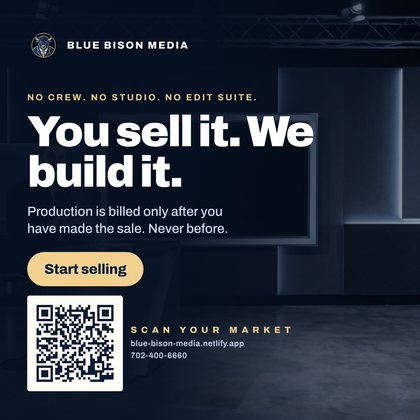 BLUE BISON MEDIA
NO CREW. NO STUDIO. NO EDIT SUITE.
You sell it. We
build it.
Production is billed only after you
have made the sale. Never before.
Start selling
SCAN YOUR MARKET
blue-bison-media.netlify.app
702-400-6660